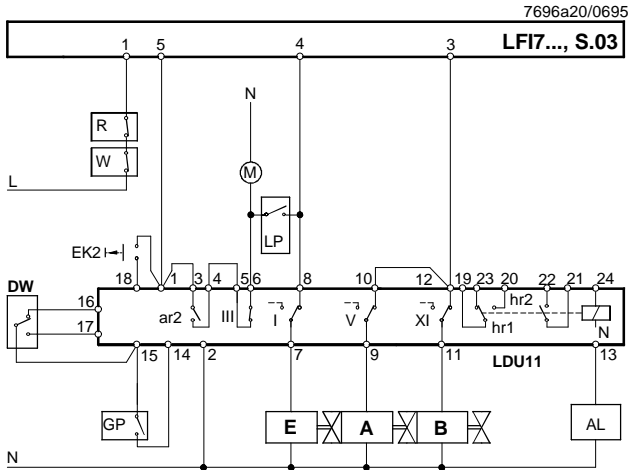 7696a20/0695
LFI7..., S.03
1 5 4 3
N
R
W
M
L
LP
EK2
18 1 3 4 5 6 8 10 12 19 23 20 22 21 24
DW
16
17
ar2 III I V XI hr1 hr2 N
15 14 2 7 9 11 LDU11 13
GP E A B AL
N